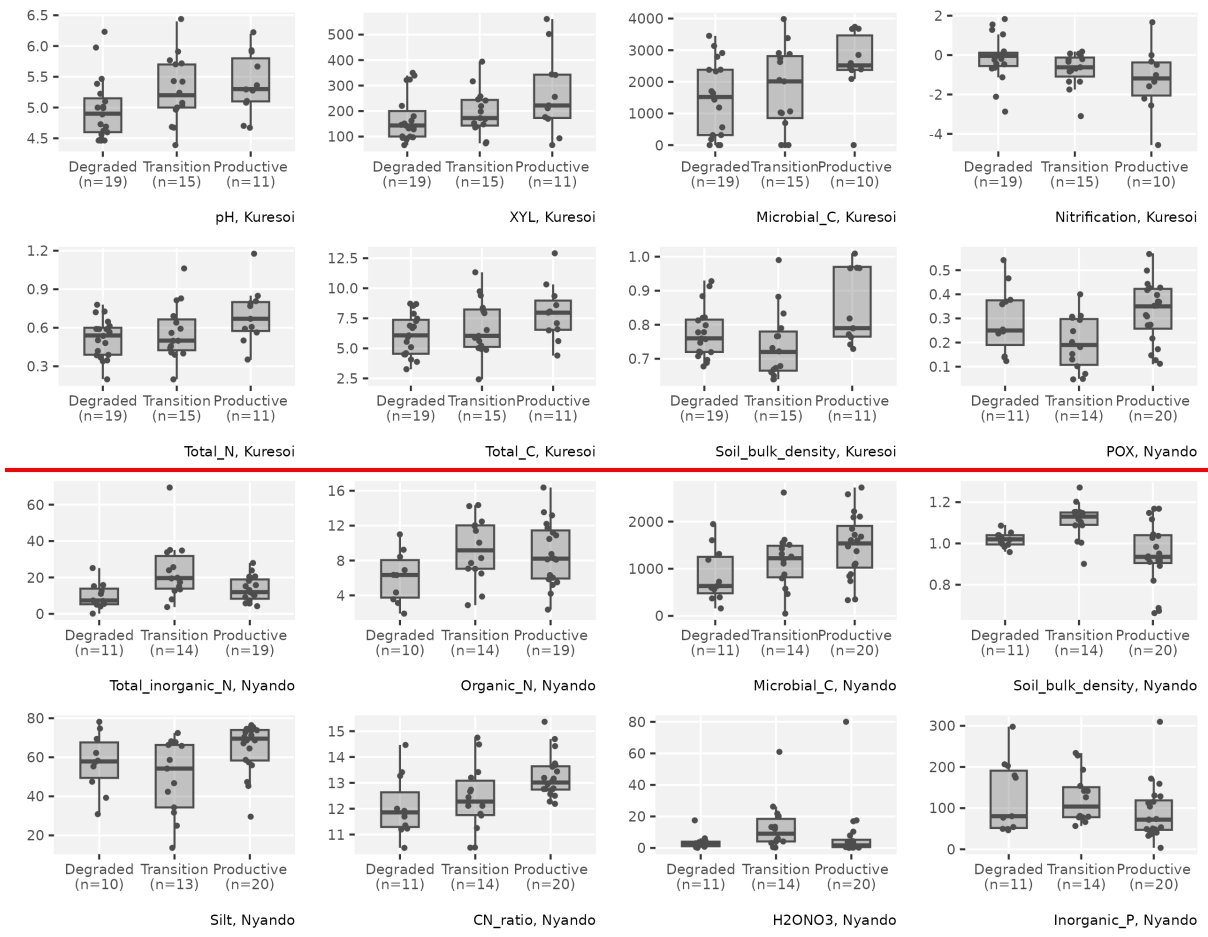 6.5
6.0
5.5
5.0
4.5
Degraded Transition Productive
(n=19) (n=15) (n=11)
pH, Kuresoi
500
400
300
200
100
Degraded Transition Productive
(n=19) (n=15) (n=11)
XYL, Kuresoi
4000
3000
2000
1000
0
Degraded Transition Productive
(n=19) (n=15) (n=10)
Microbial_C, Kuresoi
2
0
-2
-4
Degraded Transition Productive
(n=19) (n=15) (n=10)
Nitrification, Kuresoi
1.2
0.9
0.6
0.3
Degraded Transition Productive
(n=19) (n=15) (n=11)
Total_N, Kuresoi
12.5
10.0
7.5
5.0
2.5
Degraded Transition Productive
(n=19) (n=15) (n=11)
Total_C, Kuresoi
1.0
0.9
0.8
0.7
Degraded Transition Productive
(n=19) (n=15) (n=11)
Soil_bulk_density, Kuresoi
0.5
0.4
0.3
0.2
0.1
Degraded Transition Productive
(n=11) (n=14) (n=20)
POX, Nyando
60
40
20
0
Degraded Transition Productive
(n=11) (n=14) (n=19)
Total_inorganic_N, Nyando
16
12
8
4
Degraded Transition Productive
(n=10) (n=14) (n=19)
Organic_N, Nyando
2000
1000
0
Degraded Transition Productive
(n=11) (n=14) (n=20)
Microbial_C, Nyando
1.2
1.0
0.8
Degraded Transition Productive
(n=11) (n=14) (n=20)
Soil_bulk_density, Nyando
80
60
40
20
Degraded Transition Productive
(n=10) (n=13) (n=20)
Silt, Nyando
15
14
13
12
11
Degraded Transition Productive
(n=11) (n=14) (n=20)
CN_ratio, Nyando
80
60
40
20
0
Degraded Transition Productive
(n=11) (n=14) (n=20)
H2ONO3, Nyando
300
200
100
0
Degraded Transition Productive
(n=11) (n=14) (n=20)
Inorganic_P, Nyando